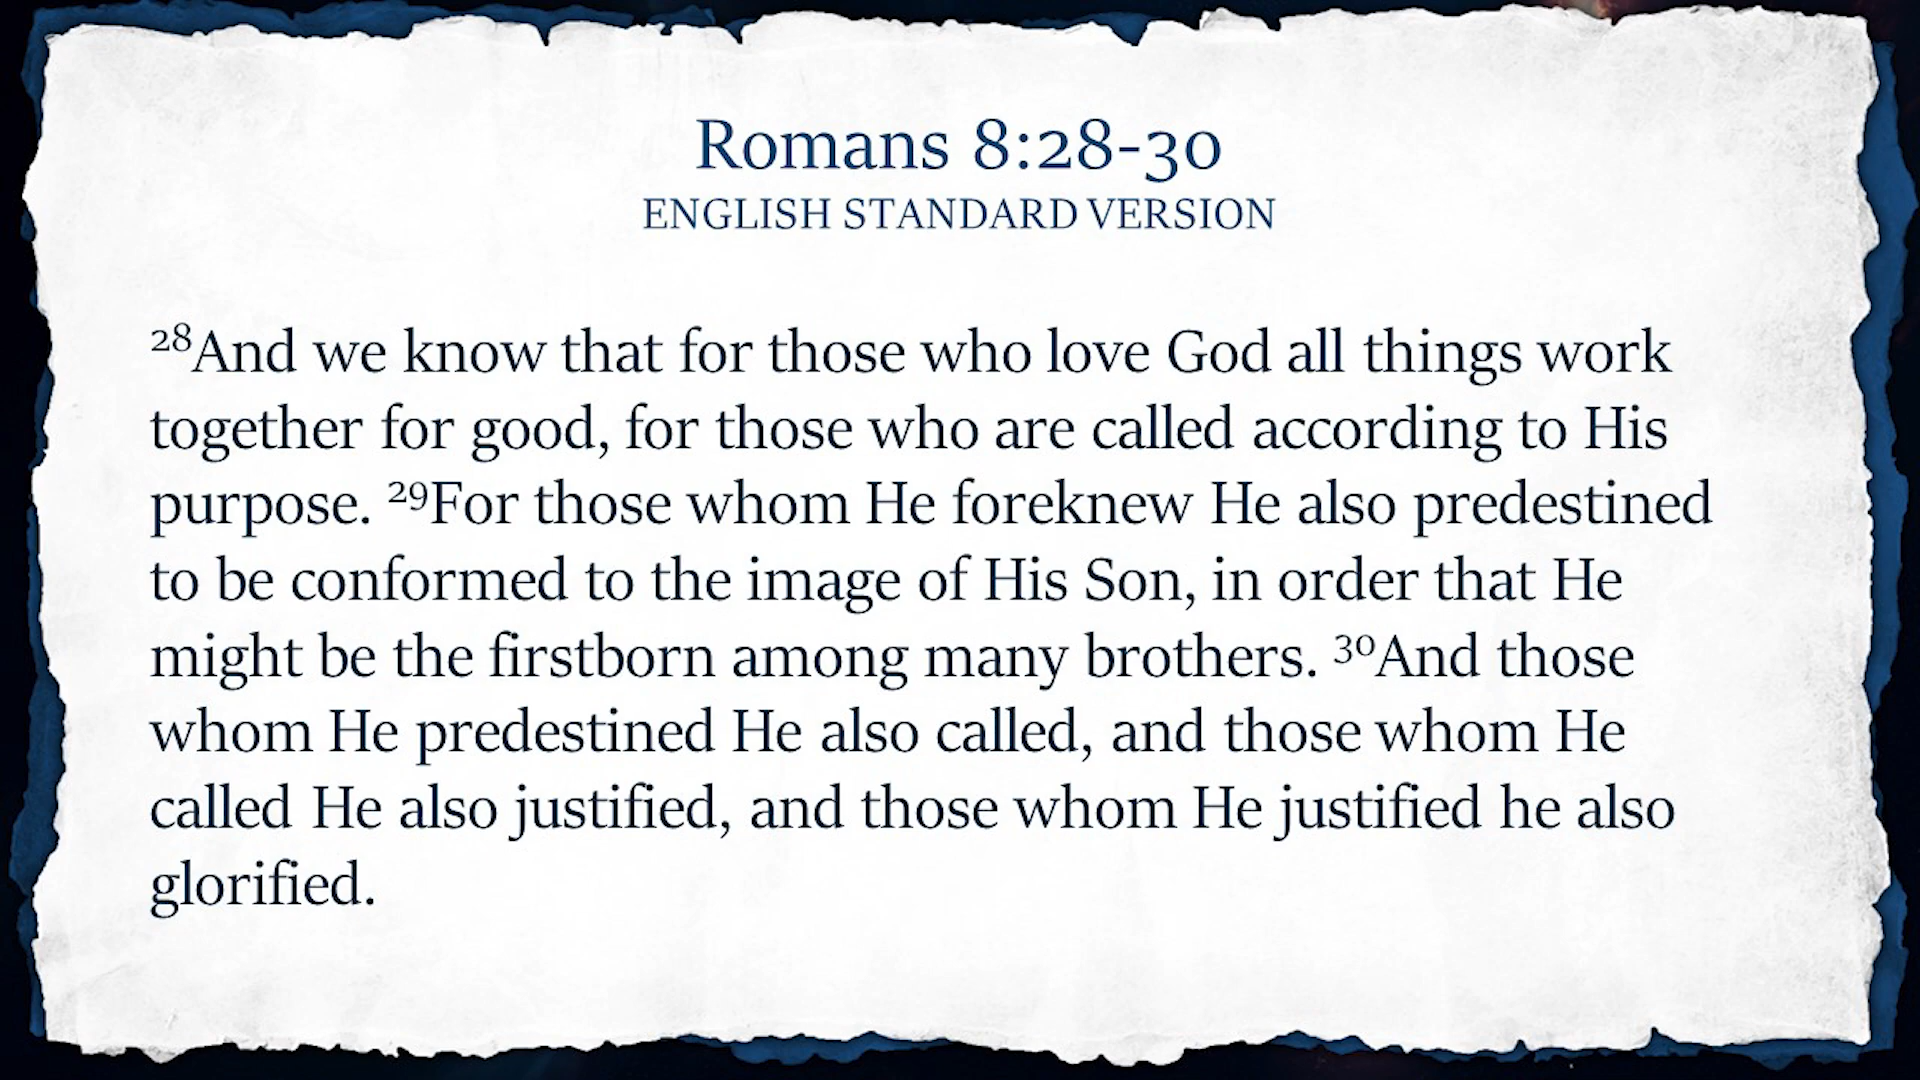 Romans 8:28-30
ENGLISH STANDARD VERSION
28And we know that for those who love God all things work
together for good, for those who are called according to His
purpose. 29For those whom He foreknew He also predestined
to be conformed to the image of His Son, in order that He
might be the firstborn among many brothers. 30And those
whom He predestined He also called, and those whom He
called He also justified, and those whom He justified he also
glorified.